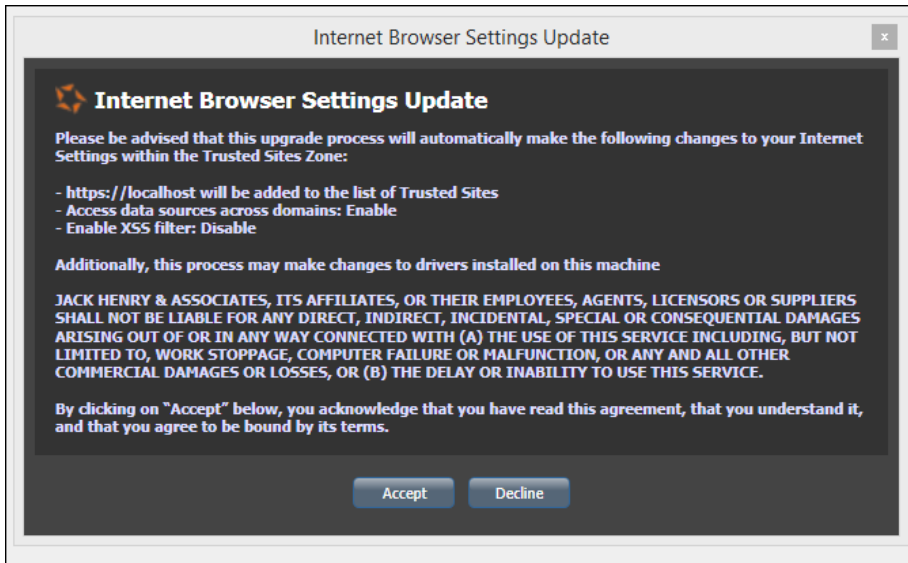 Internet Browser Settings Update
x
Internet Browser Settings Update
Please be advised that this upgrade process will automatically make the following changes to your Internet
Settings within the Trusted Sites Zone:
- https://localhost will be added to the list of Trusted Sites
- Access data sources across domains: Enable
- Enable XSS filter: Disable
Additionally, this process may make changes to drivers installed on this machine
JACK HENRY & ASSOCIATES, ITS AFFILIATES, OR THEIR EMPLOYEES, AGENTS, LICENSORS OR SUPPLIERS
SHALL NOT BE LIABLE FOR ANY DIRECT, INDIRECT, INCIDENTAL, SPECIAL OR CONSEQUENTIAL DAMAGES
ARISING OUT OF OR IN ANY WAY CONNECTED WITH (A) THE USE OF THIS SERVICE INCLUDING, BUT NOT
LIMITED TO, WORK STOPPAGE, COMPUTER FAILURE OR MALFUNCTION, OR ANY AND ALL OTHER
COMMERCIAL DAMAGES OR LOSSES, OR (B) THE DELAY OR INABILITY TO USE THIS SERVICE.
By clicking on “Accept” below, you acknowledge that you have read this agreement, that you understand it,
and that you agree to be bound by its terms.
Accept Decline